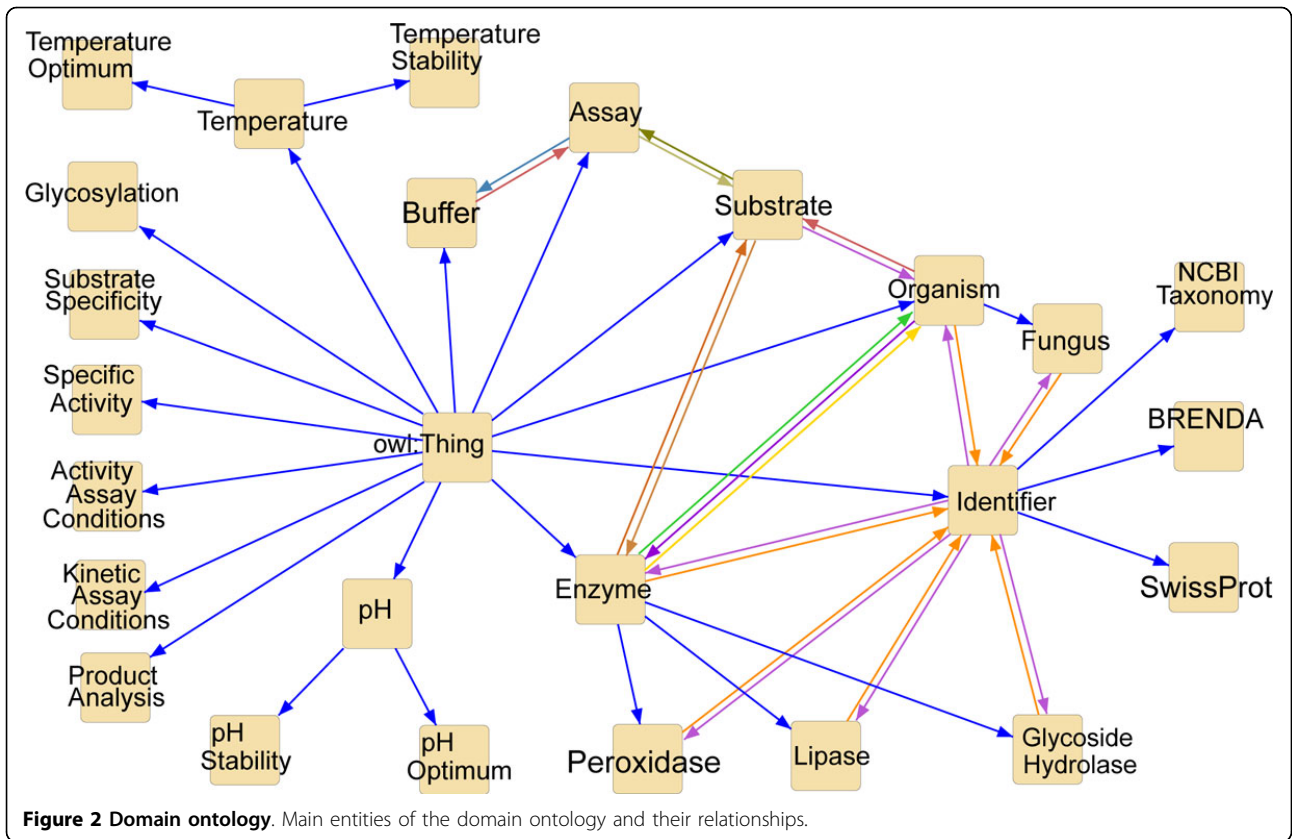 Temperature
Optimum
Temperature
Stability
Temperature
Assay
Glycosylation
Buffer
Substrate
Substrate
Specificity
Organism
NCBI
Taxonomy
Fungus
Specific
Activity
owl:Thing
BRENDA
Activity
Assay
Conditions
Identifier
Kinetic
Assay
Conditions
pH
Enzyme
SwissProt
Product
Analysis
pH
Stability
pH
Optimum
Peroxidase
Lipase
Glycoside
Hydrolase
Figure 2 Domain ontology. Main entities of the domain ontology and their relationships.